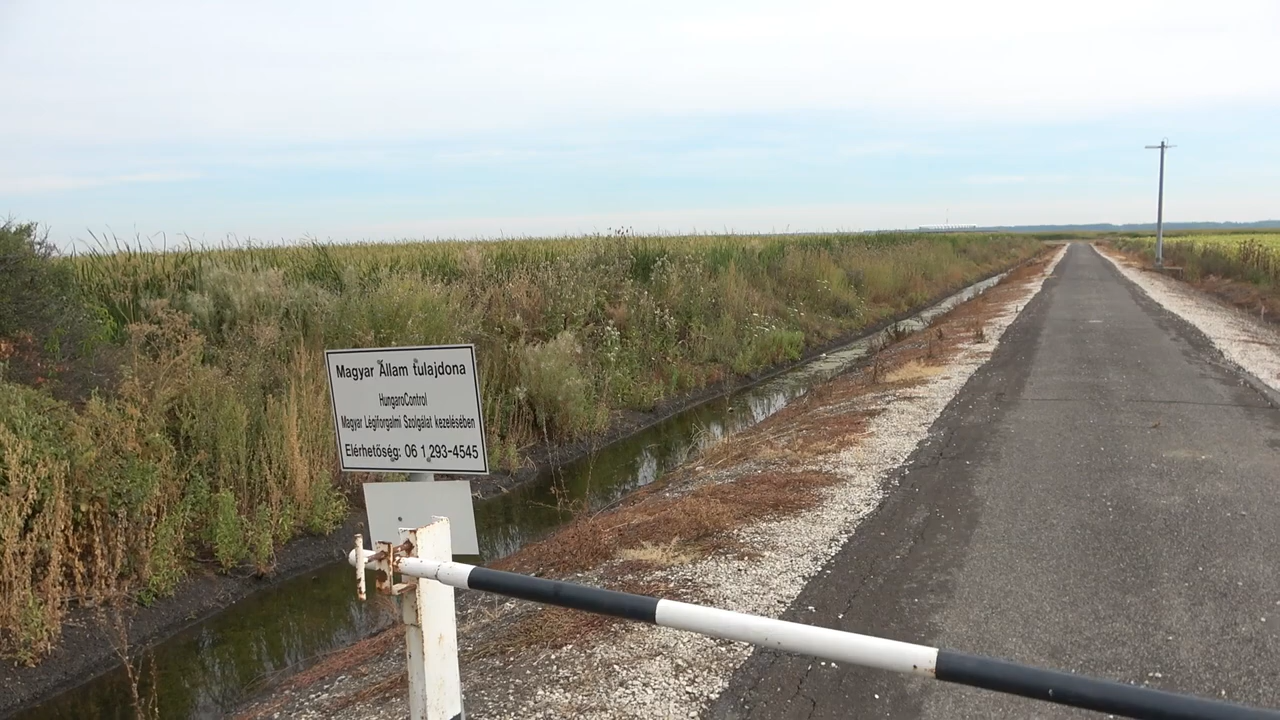 Magyar Állam tulajdona
HungaroControl
Magyar Légiforgalmi Szolgálat kezelésében
Elérhetőség: 06 1 293-4545